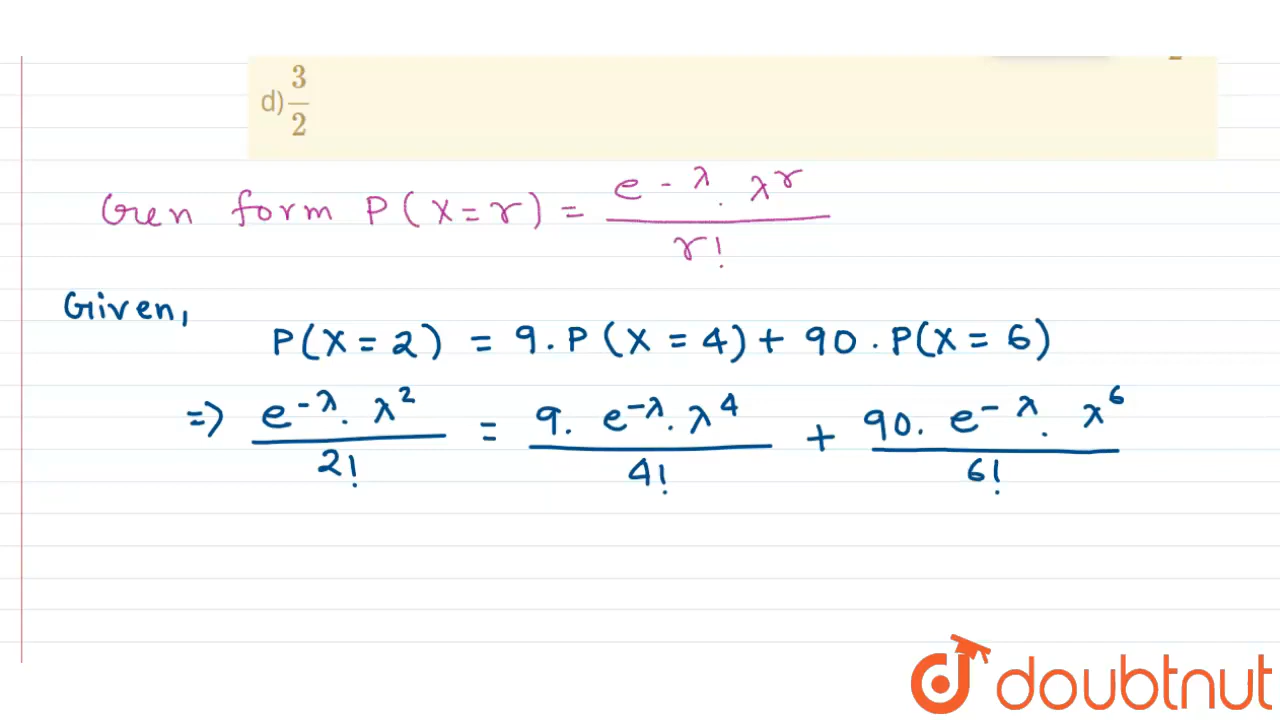 d) 3/2
Gen form P(X=r) = e^-λ . λ^r / r!
Given,
P(X=2) = 9.P(X=4) + 90.P(X=6)
=> e^-λ . λ^2 / 2! = 9. e^-λ . λ^4 / 4! + 90. e^-λ . λ^6 / 6!
doubtnut